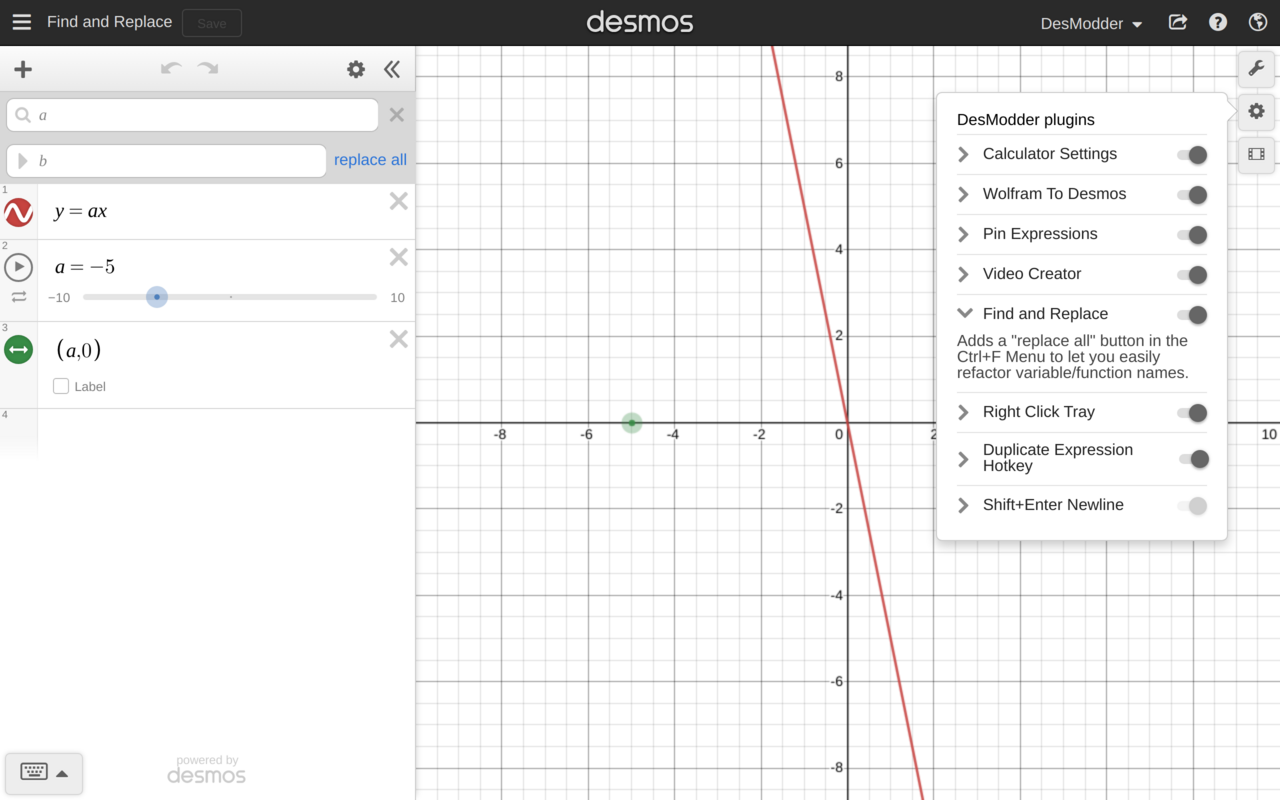 Find and Replace
Save
desmos
DesModder
a
b
replace all
1
y = ax
2
a = −5
−10
10
3
(a,0)
Label
4
powered by
desmos
8
6
4
2
-8
-6
-4
-2
0
2
10
-2
-4
-6
-8
DesModder plugins
Calculator Settings
Wolfram To Desmos
Pin Expressions
Video Creator
Find and Replace
Adds a "replace all" button in the
Ctrl+F Menu to let you easily
refactor variable/function names.
Right Click Tray
Duplicate Expression
Hotkey
Shift+Enter Newline